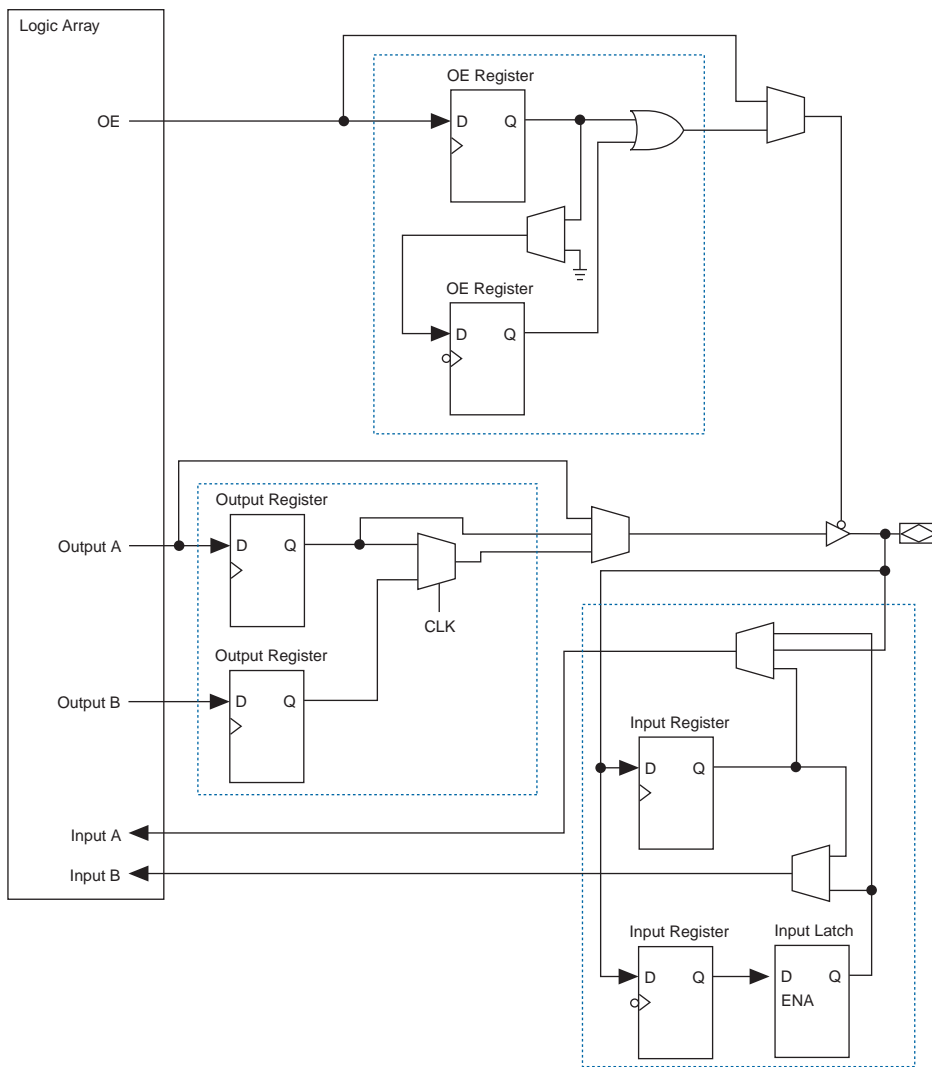 Logic Array
OE Register
OE
D Q
OE Register
D Q
Output Register
Output A
D Q
CLK
Output Register
Output B
D Q
Input Register
D Q
Input A
Input B
Input Register
Input Latch
D Q
D Q
ENA